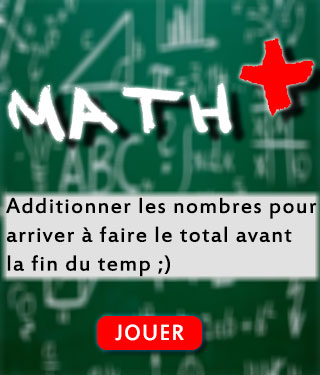 MATH+
Additionner les nombres pour
arriver à faire le total avant
la fin du temp ;)
JOUER